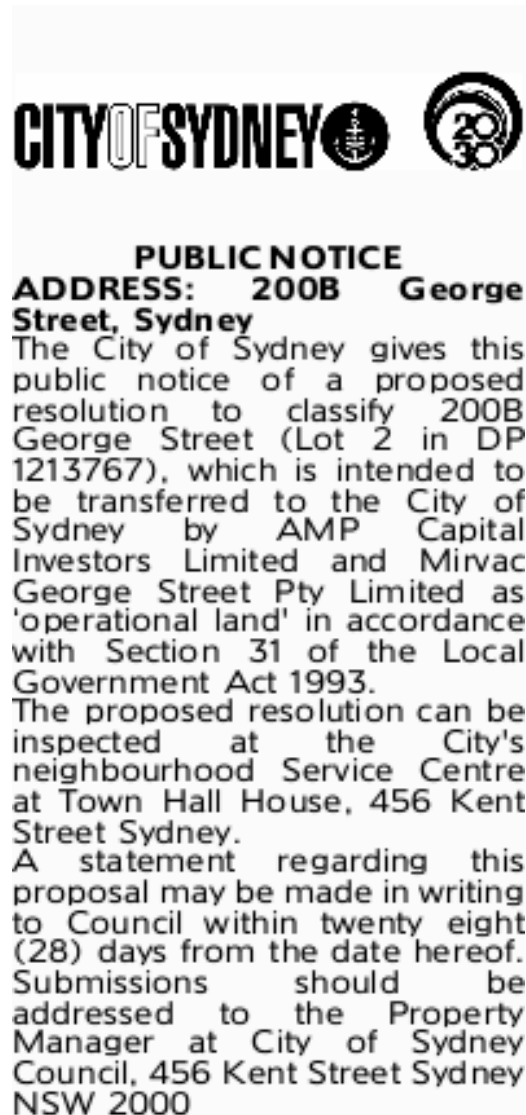 CITYOFSYDNEY 2030
PUBLIC NOTICE
ADDRESS: 200B George
Street, Sydney
The City of Sydney gives this
public notice of a proposed
resolution to classify 200B
George Street (Lot 2 in DP
1213767), which is intended to
be transferred to the City of
Sydney by AMP Capital
Investors Limited and Mirvac
George Street Pty Limited as
'operational land' in accordance
with Section 31 of the Local
Government Act 1993.
The proposed resolution can be
inspected at the City's
neighbourhood Service Centre
at Town Hall House, 456 Kent
Street Sydney.
A statement regarding this
proposal may be made in writing
to Council within twenty eight
(28) days from the date hereof.
Submissions should be
addressed to the Property
Manager at City of Sydney
Council, 456 Kent Street Sydney
NSW 2000